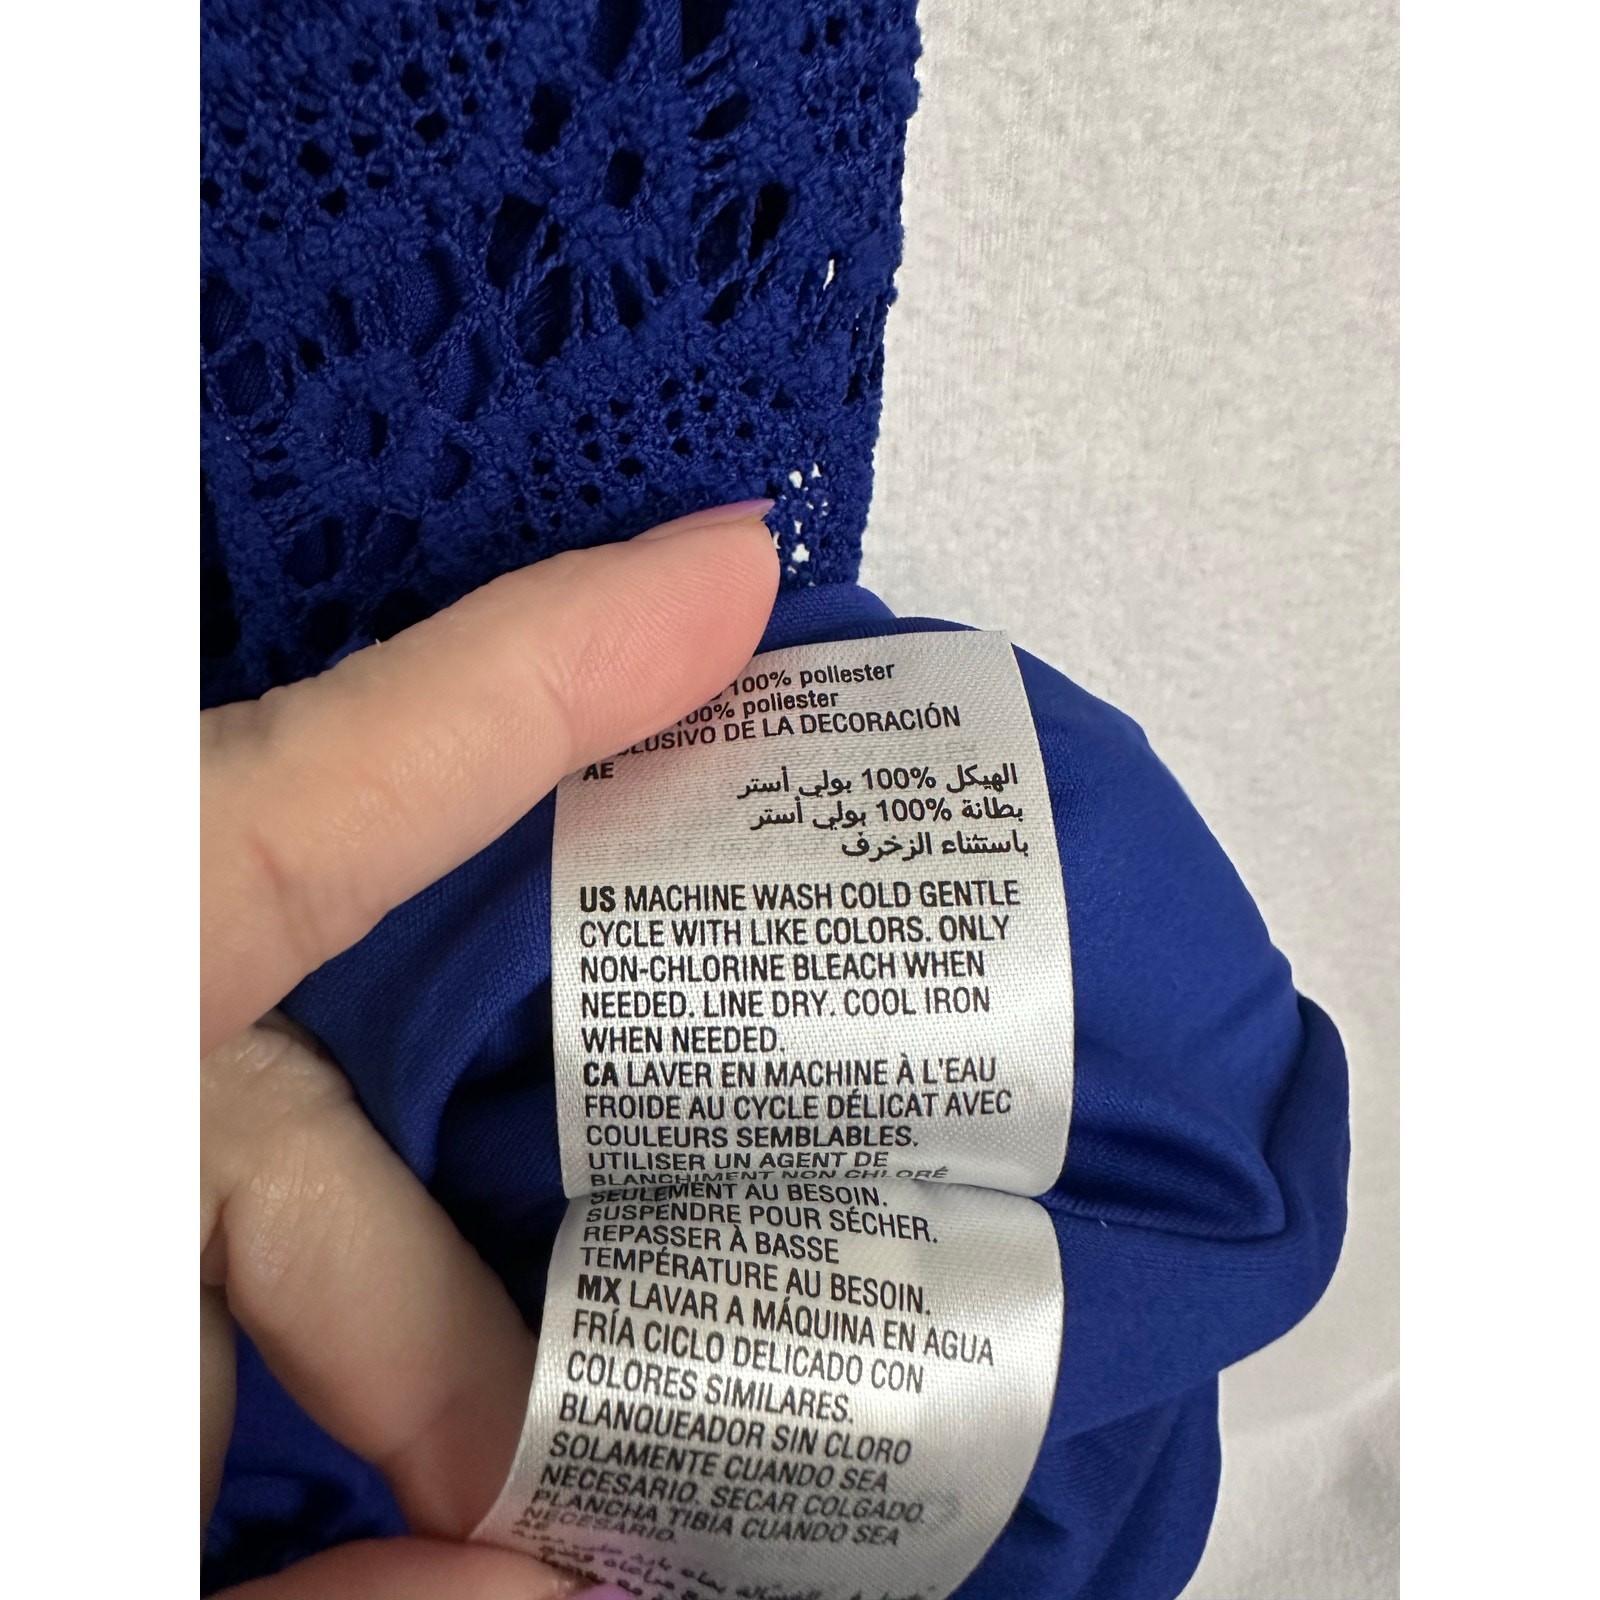 100% poliester
100% poliester
EXCLUSIVO DE LA DECORACIÓN
AE
الهيكل 100% بولي أستر
بطانة 100% بولي أستر
باستثناء الزخرف
US MACHINE WASH COLD GENTLE
CYCLE WITH LIKE COLORS. ONLY
NON-CHLORINE BLEACH WHEN
NEEDED. LINE DRY. COOL IRON
WHEN NEEDED.
CA LAVER EN MACHINE À L'EAU
FROIDE AU CYCLE DÉLICAT AVEC
COULEURS SEMBLABLES.
UTILISER UN AGENT DE
BLANCHIMENT NON CHLORÉ
SEULEMENT AU BESOIN.
SUSPENDRE POUR SÉCHER.
REPASSER À BASSE
TEMPÉRATURE AU BESOIN.
MX LAVAR A MÁQUINA EN AGUA
FRÍA CICLO DELICADO CON
COLORES SIMILARES.
BLANQUEADOR SIN CLORO
SOLAMENTE CUANDO SEA
NECESARIO. SECAR COLGADO.
PLANCHA TIBIA CUANDO SEA
NECESARIO.
AE